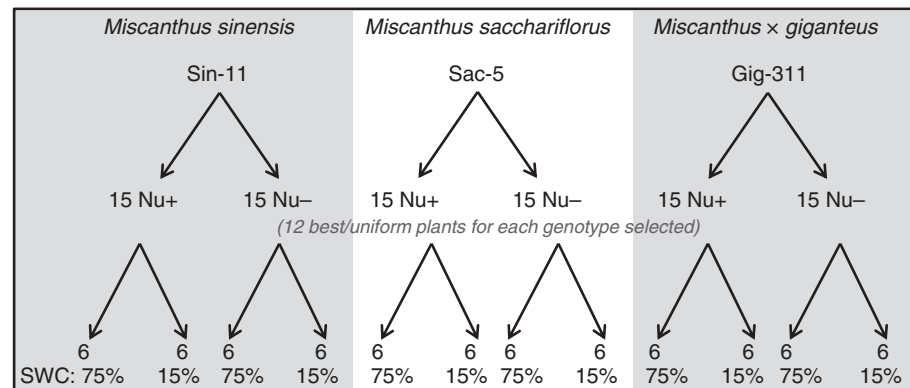 Miscanthus sinensis Miscanthus sacchariflorus Miscanthus × giganteus
Sin-11 Sac-5 Gig-311
15 Nu+ 15 Nu– 15 Nu+ 15 Nu– 15 Nu+ 15 Nu–
(12 best/uniform plants for each genotype selected)
6 6 6 6 6 6 6 6 6 6 6 6
SWC: 75% 15% 75% 15% 75% 15% 75% 15% 75% 15% 75% 15%